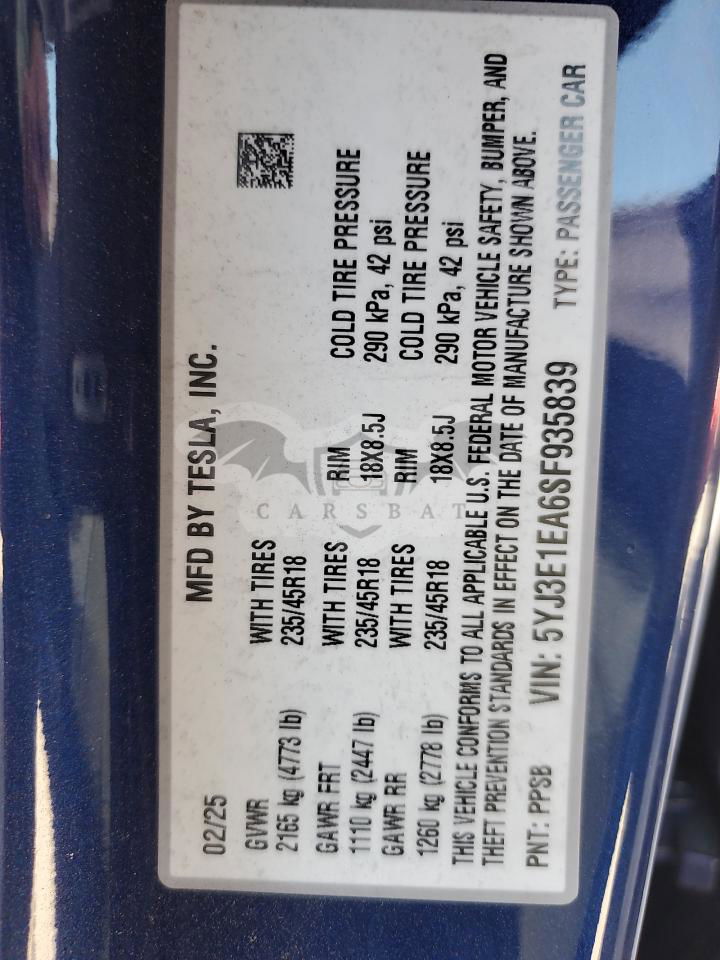 MFD BY TESLA, INC.
02/25
GVWR WITH TIRES
2165 kg (4773 lb) 235/45R18
GAWR FRT WITH TIRES RIM COLD TIRE PRESSURE
1110 kg (2447 lb) 235/45R18 18X8.5J 290 kPa, 42 psi
GAWR RR WITH TIRES RIM COLD TIRE PRESSURE
1260 kg (2778 lb) 235/45R18 18X8.5J 290 kPa, 42 psi
THIS VEHICLE CONFORMS TO ALL APPLICABLE U.S. FEDERAL MOTOR VEHICLE SAFETY, BUMPER, AND
THEFT PREVENTION STANDARDS IN EFFECT ON THE DATE OF MANUFACTURE SHOWN ABOVE.
PNT: PPSB VIN: 5YJ3E1EA6SF935839 TYPE: PASSENGER CAR
CARSBAT